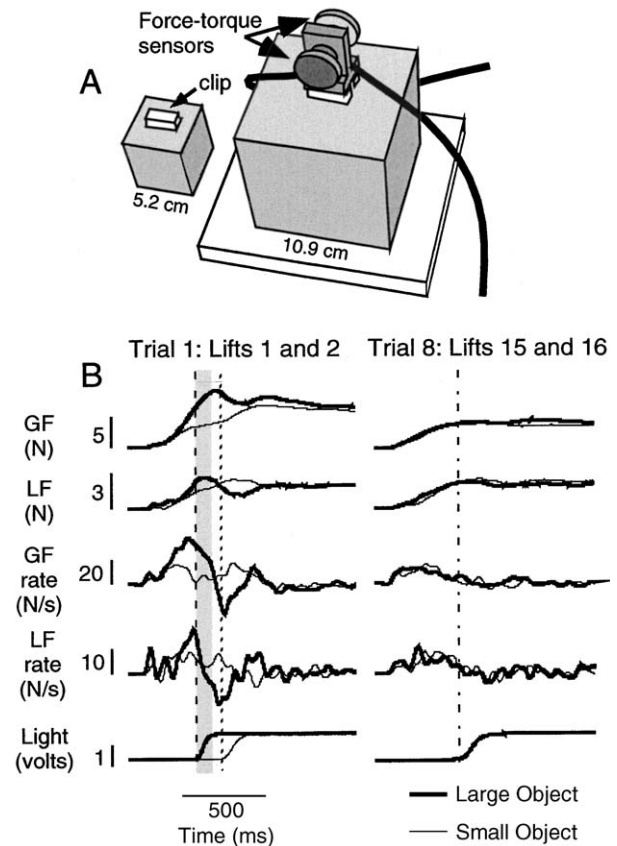 Force-torque
sensors
A
clip
5.2 cm
10.9 cm
Trial 1: Lifts 1 and 2
Trial 8: Lifts 15 and 16
B
GF
(N)
5
LF
(N)
3
GF
rate
(N/s)
20
LF
rate
(N/s)
10
Light
(volts)
1
500
Time (ms)
Large Object
Small Object